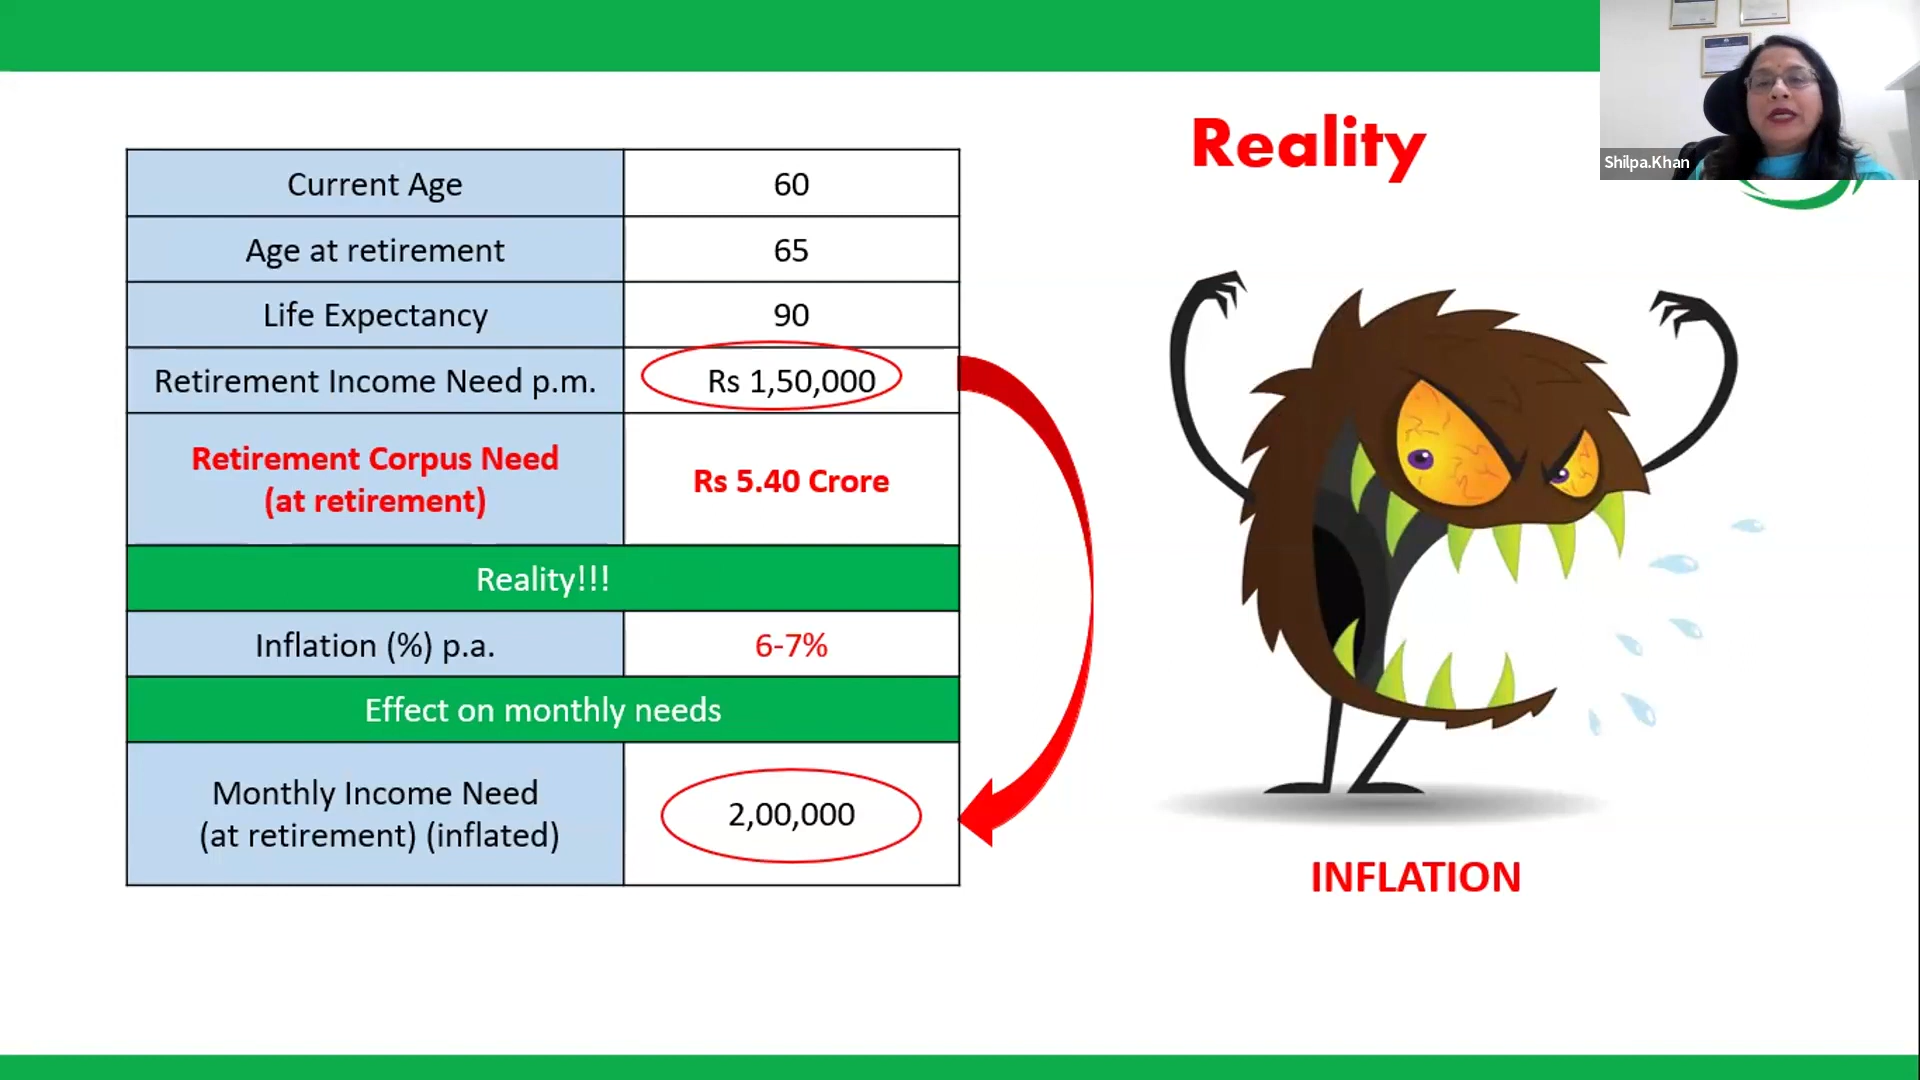 Reality
Shilpa.Khan
Current Age 60
Age at retirement 65
Life Expectancy 90
Retirement Income Need p.m. Rs 1,50,000
Retirement Corpus Need
(at retirement)
Rs 5.40 Crore
Reality!!!
Inflation (%) p.a. 6-7%
Effect on monthly needs
Monthly Income Need
(at retirement) (inflated)
2,00,000
INFLATION